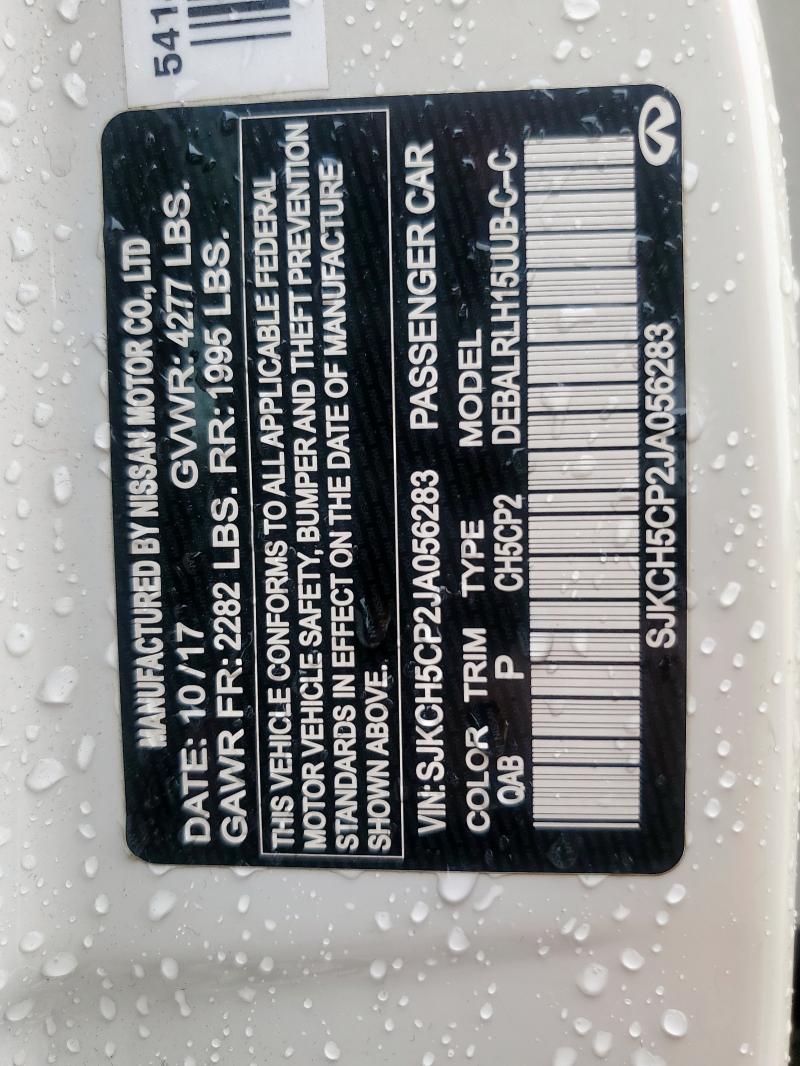 541
MANUFACTURED BY NISSAN MOTOR CO., LTD
DATE: 10 /17 GVWR: 4277 LBS.
GAWR FR: 2282 LBS. RR: 1995 LBS.
THIS VEHICLE CONFORMS TO ALL APPLICABLE FEDERAL
MOTOR VEHICLE SAFETY, BUMPER AND THEFT PREVENTION
STANDARDS IN EFFECT ON THE DATE OF MANUFACTURE
SHOWN ABOVE.
VIN: SJKCH5CP2JA056283 PASSENGER CAR
COLOR TRIM TYPE MODEL
QAB P CH5CP2 DEBALRLH15UUB-C--C
SJKCH5CP2JA056283